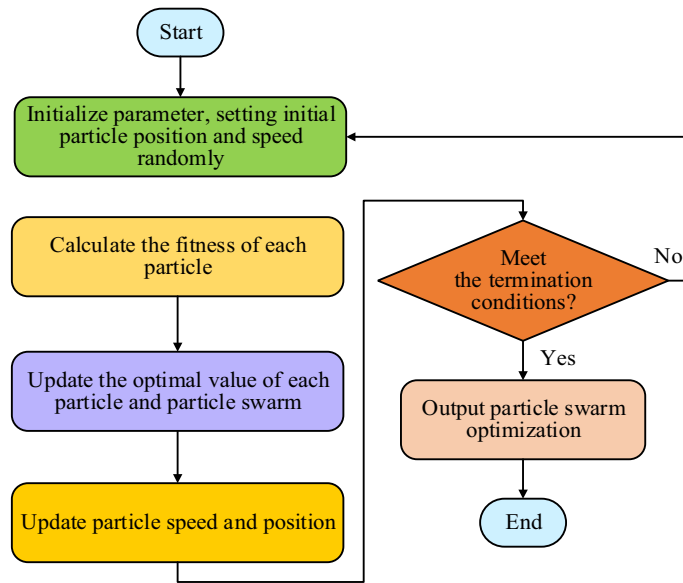 Start
Initialize parameter, setting initial
particle position and speed
randomly
Calculate the fitness of each
particle
Update the optimal value of each
particle and particle swarm
Update particle speed and position
Meet
the termination
conditions?
No
Yes
Output particle swarm
optimization
End